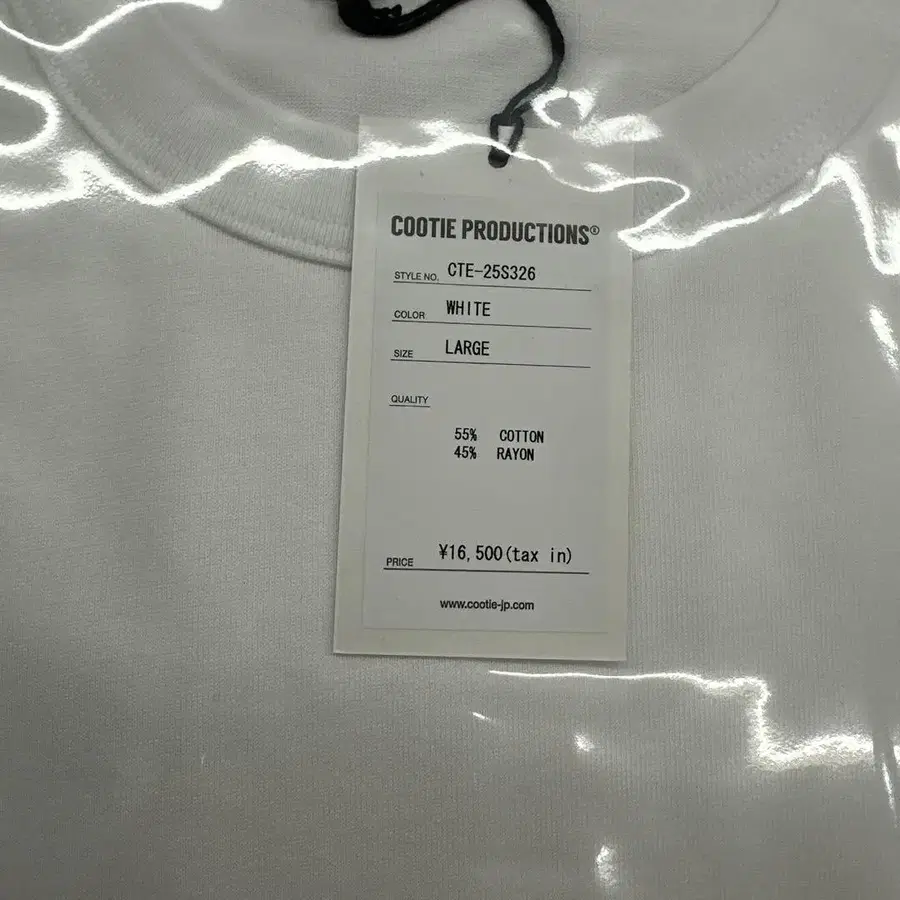 COOTIE PRODUCTIONS®
STYLE NO. CTE-25S326
COLOR WHITE
SIZE LARGE
QUALITY
55% COTTON
45% RAYON
PRICE ¥16,500(tax in)
www.cootie-jp.com